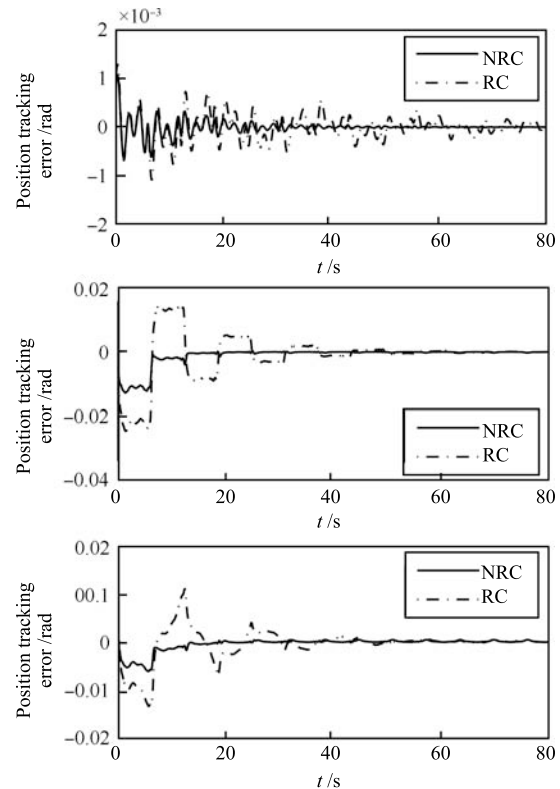 ×10⁻³
2
1
0
−1
−2
Position tracking
error /rad
NRC
RC
0 20 40 60 80
t /s
0.02
0
−0.02
−0.04
Position tracking
error /rad
NRC
RC
0 20 40 60 80
t /s
0.02
00.1
0
−0.01
−0.02
Position tracking
error /rad
NRC
RC
0 20 40 60 80
t /s